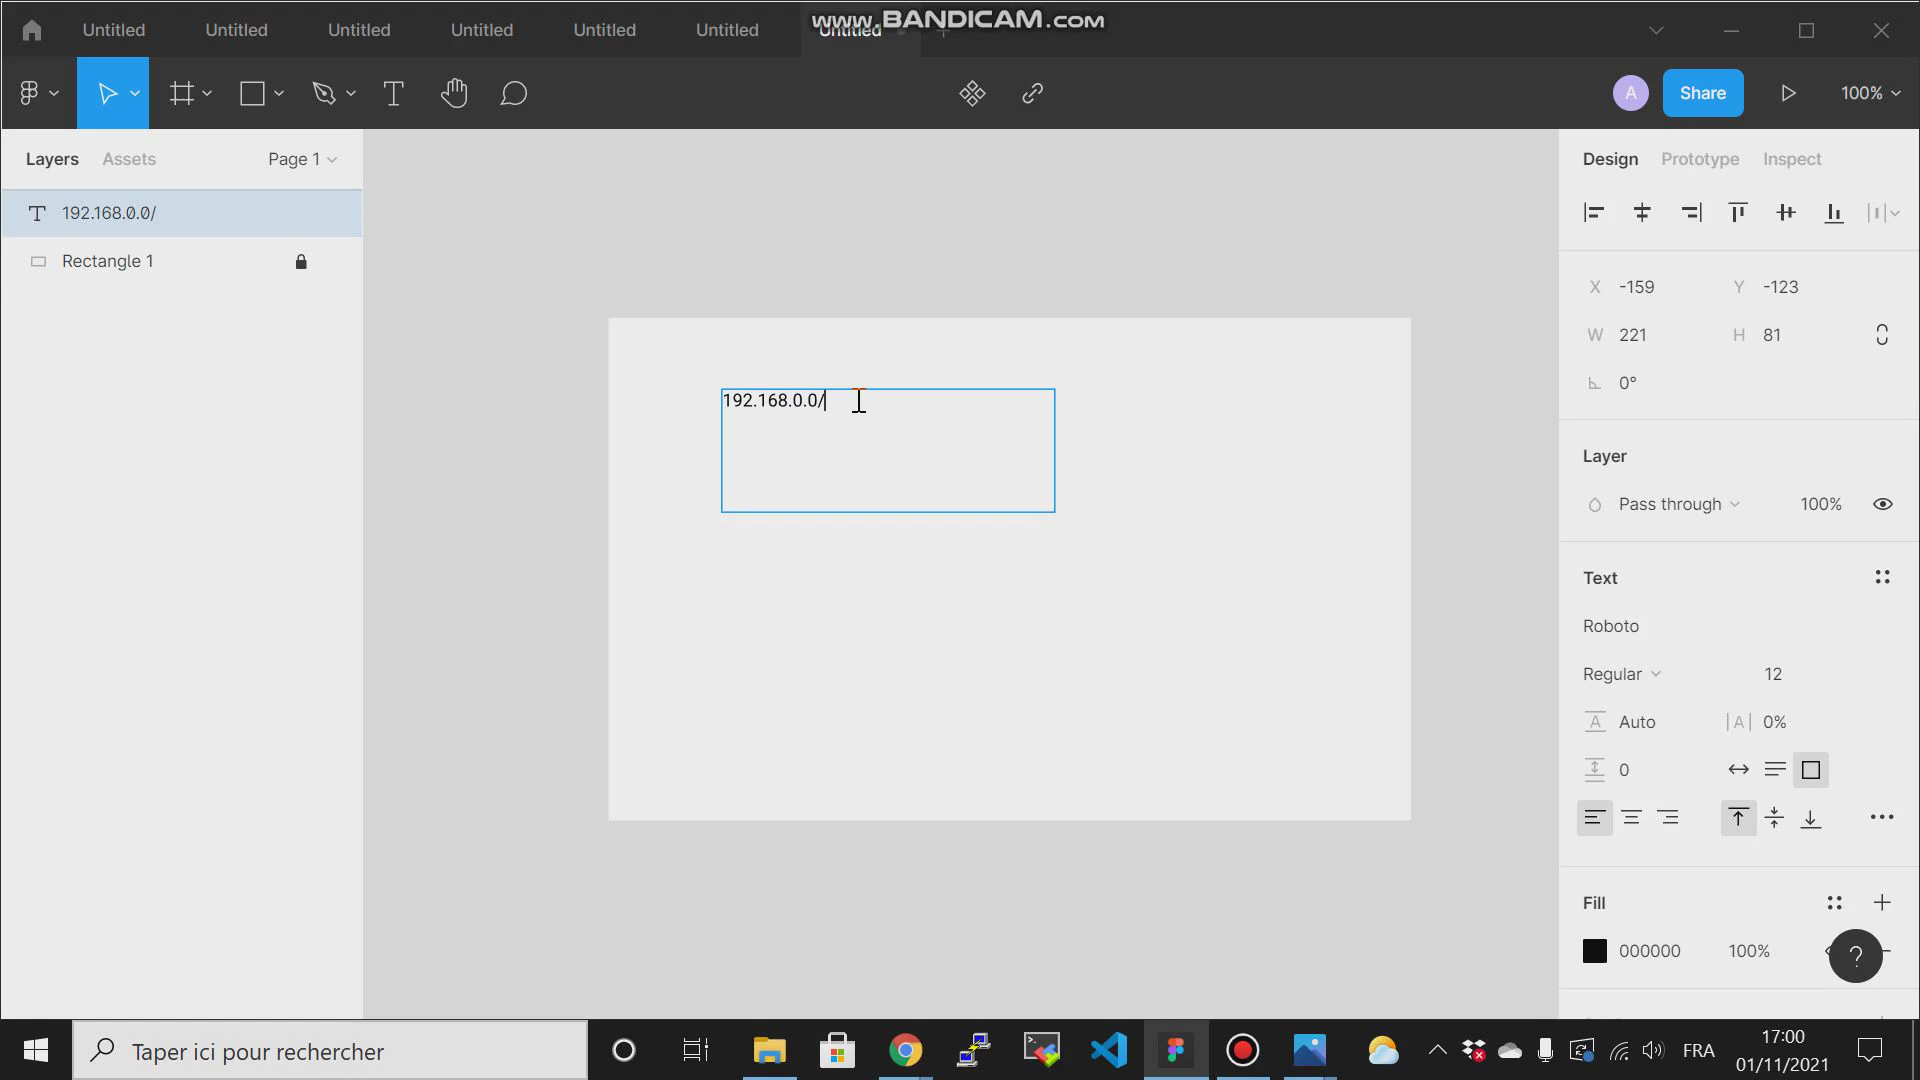 Untitled Untitled Untitled Untitled Untitled Untitled Untitled
www.BANDICAM.COM
A Share 100%
Layers Assets Page 1
192.168.0.0/
Rectangle 1
192.168.0.0/
Design Prototype Inspect
X -159 Y -123
W 221 H 81
0°
Layer
Pass through 100%
Text
Roboto
Regular 12
A Auto |A| 0%
0
Fill
000000 100%
?
Taper ici pour rechercher
FRA
17:00
01/11/2021